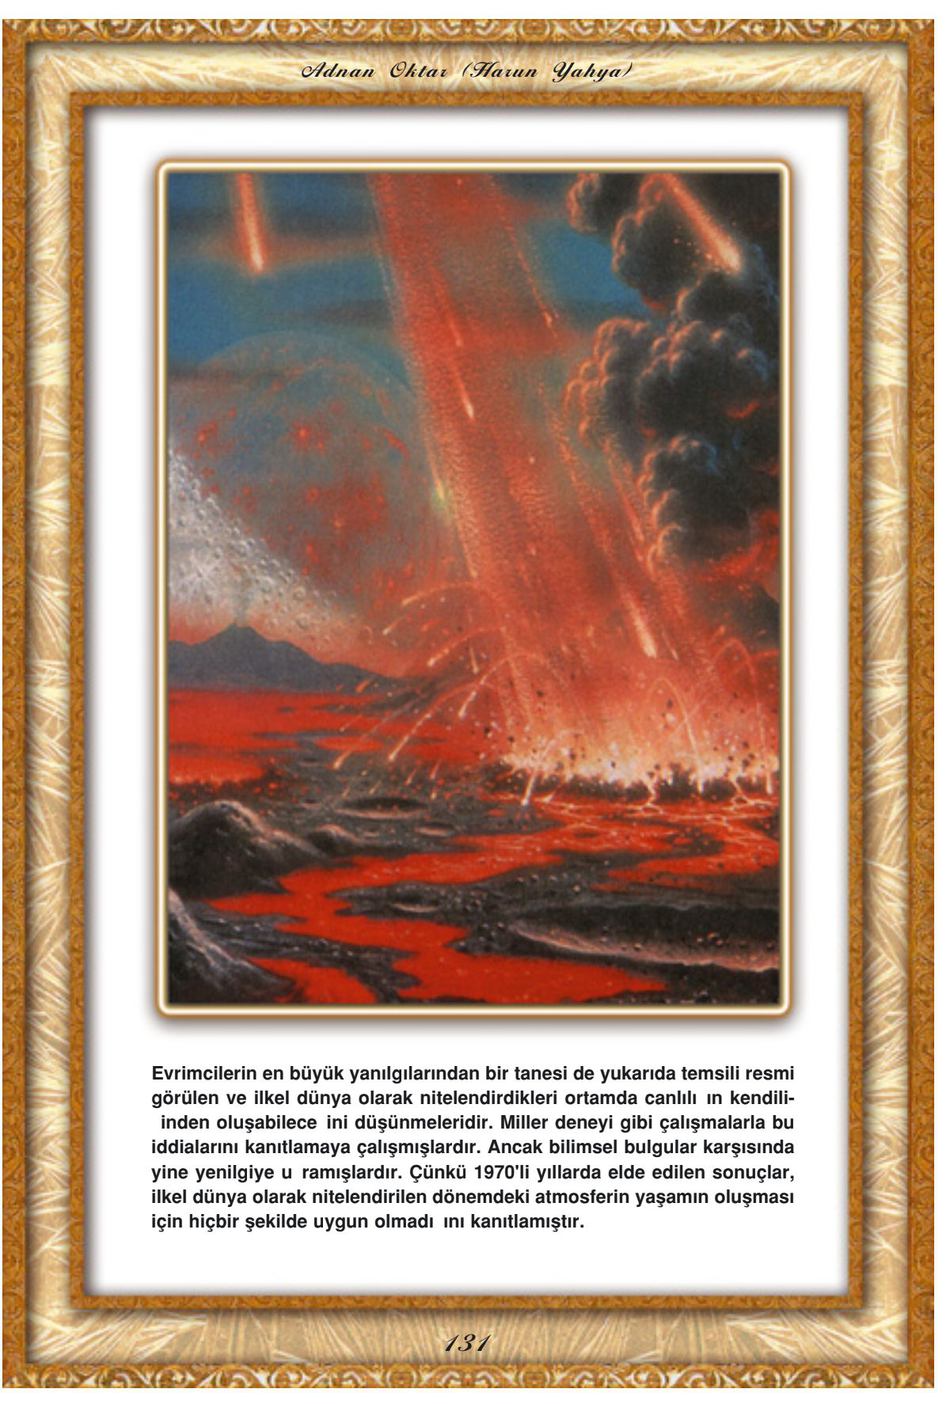 Adnan Oktar (Harun Yahya)
Evrimcilerin en büyük yanılgılarından bir tanesi de yukarıda temsili resmi
görülen ve ilkel dünya olarak nitelendirdikleri ortamda canlılı ın kendili-
inden oluşabilece ini düşünmeleridir. Miller deneyi gibi çalışmalarla bu
iddialarını kanıtlamaya çalışmışlardır. Ancak bilimsel bulgular karşısında
yine yenilgiye u ramışlardır. Çünkü 1970'li yıllarda elde edilen sonuçlar,
ilkel dünya olarak nitelendirilen dönemdeki atmosferin yaşamın oluşması
için hiçbir şekilde uygun olmadı ını kanıtlamıştır.
131